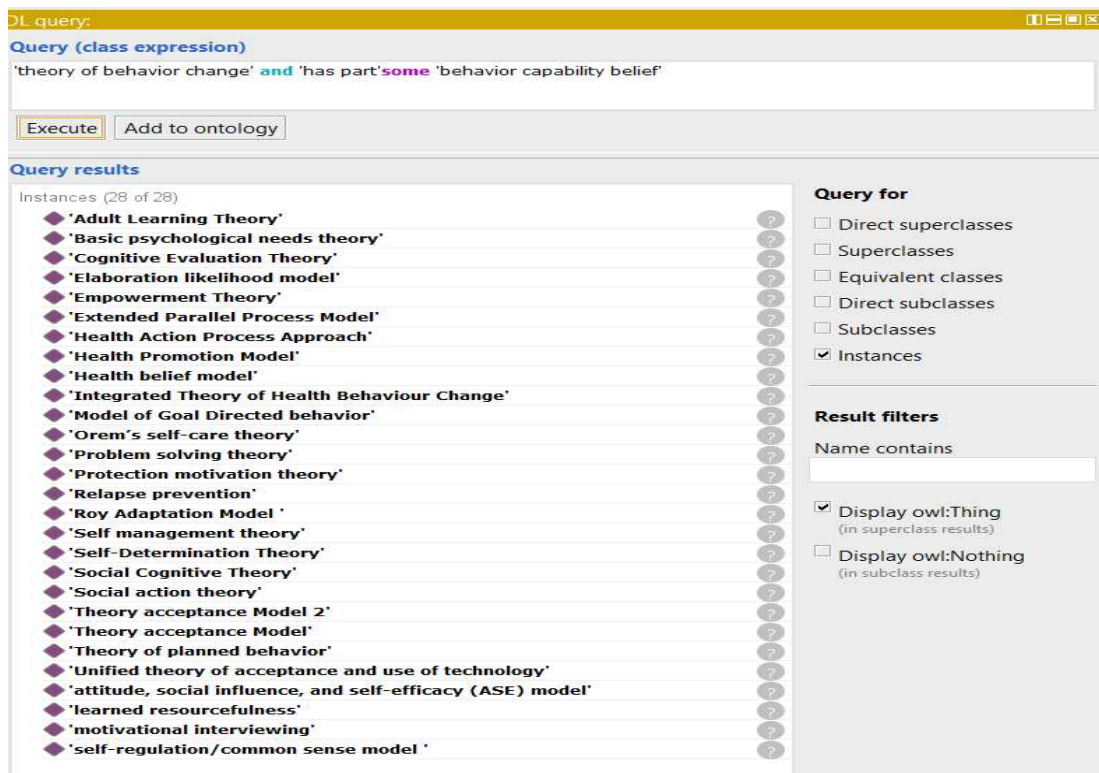 DL query:
Query (class expression)
'theory of behavior change' and 'has part'some 'behavior capability belief'
Execute
Add to ontology
Query results
Instances (28 of 28)
'Adult Learning Theory'
'Basic psychological needs theory'
'Cognitive Evaluation Theory'
'Elaboration likelihood model'
'Empowerment Theory'
'Extended Parallel Process Model'
'Health Action Process Approach'
'Health Promotion Model'
'Health belief model'
'Integrated Theory of Health Behaviour Change'
'Model of Goal Directed behavior'
'Orem's self-care theory'
'Problem solving theory'
'Protection motivation theory'
'Relapse prevention'
'Roy Adaptation Model '
'Self management theory'
'Self-Determination Theory'
'Social Cognitive Theory'
'Social action theory'
'Theory acceptance Model 2'
'Theory acceptance Model'
'Theory of planned behavior'
'Unified theory of acceptance and use of technology'
'attitude, social influence, and self-efficacy (ASE) model'
'learned resourcefulness'
'motivational interviewing'
'self-regulation/common sense model '
Query for
Direct superclasses
Superclasses
Equivalent classes
Direct subclasses
Subclasses
Instances
Result filters
Name contains
Display owl:Thing
(in superclass results)
Display owl:Nothing
(in subclass results)